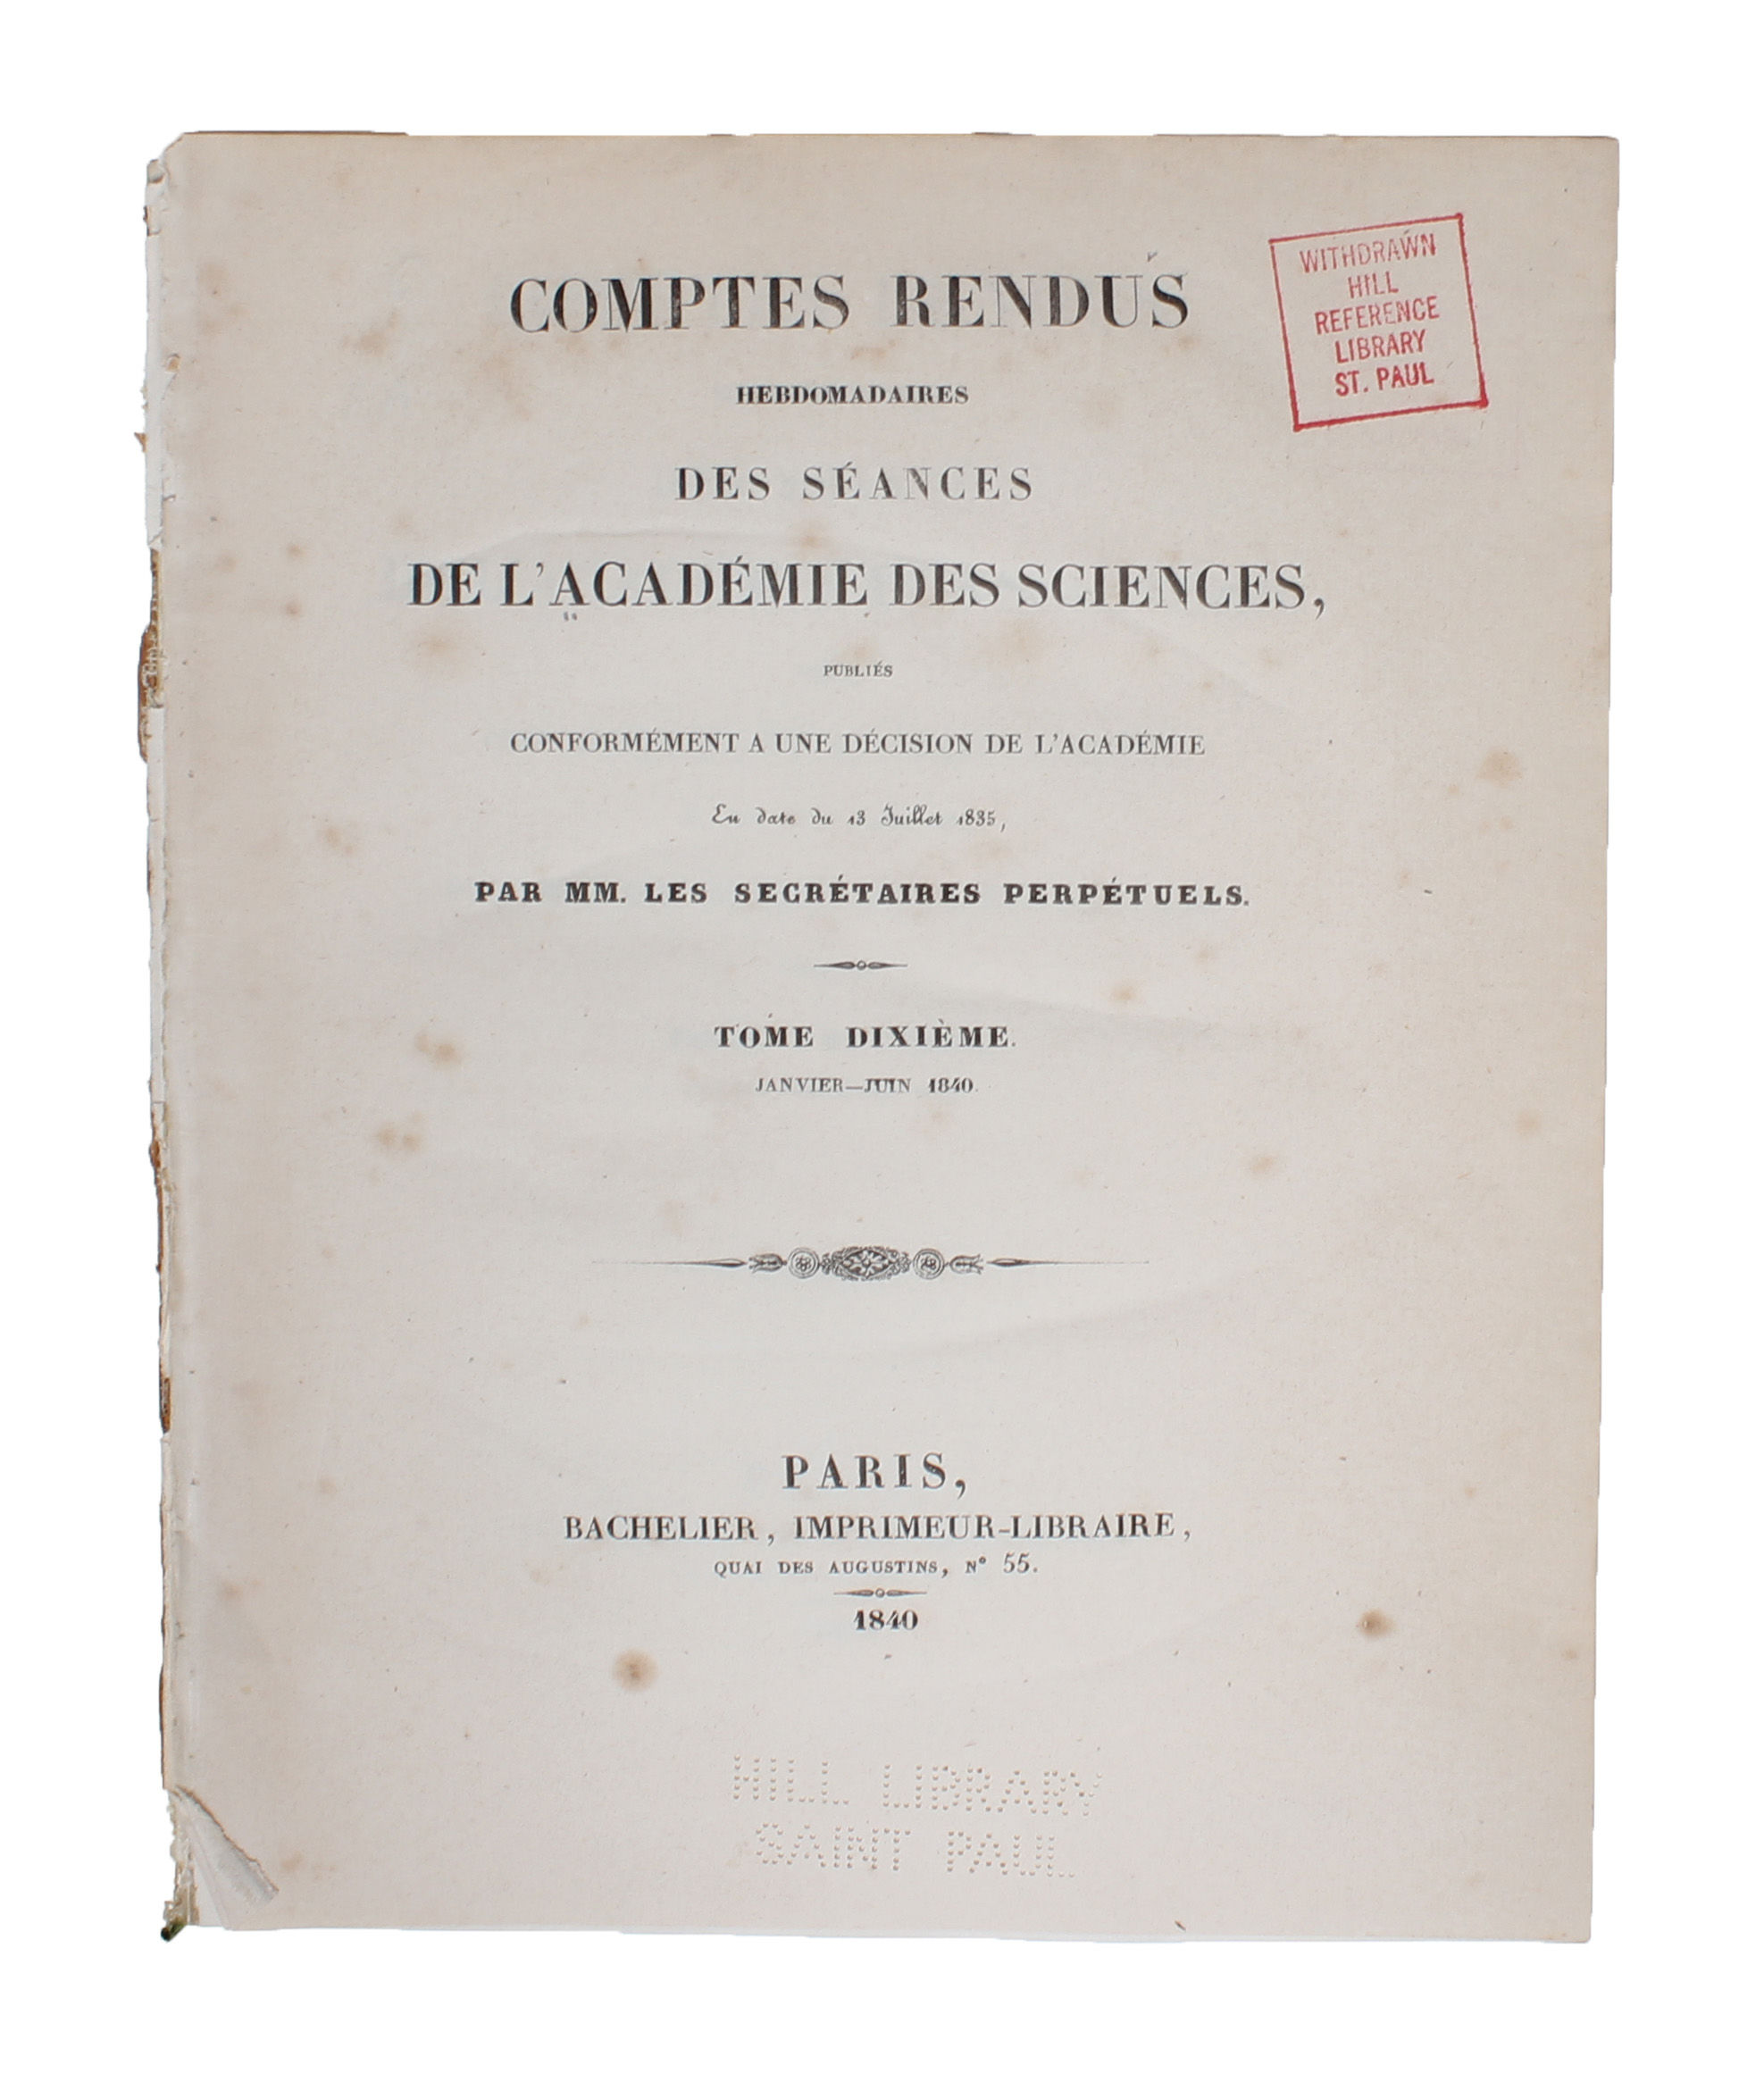 COMPTES RENDUS
HEBDOMADAIRES
DES SÉANCES
DE L'ACADÉMIE DES SCIENCES,
PUBLIÉS
CONFORMÉMENT A UNE DÉCISION DE L'ACADÉMIE
En date du 13 Juillet 1835,
PAR MM. LES SECRÉTAIRES PERPÉTUELS.
TOME DIXIÈME.
JANVIER—JUIN 1840.
PARIS,
BACHELIER, IMPRIMEUR-LIBRAIRE,
QUAI DES AUGUSTINS, N° 55.
1840
WITHDRAWN
HILL
REFERENCE
LIBRARY
ST. PAUL
HILL LIBRARY
SAINT PAUL